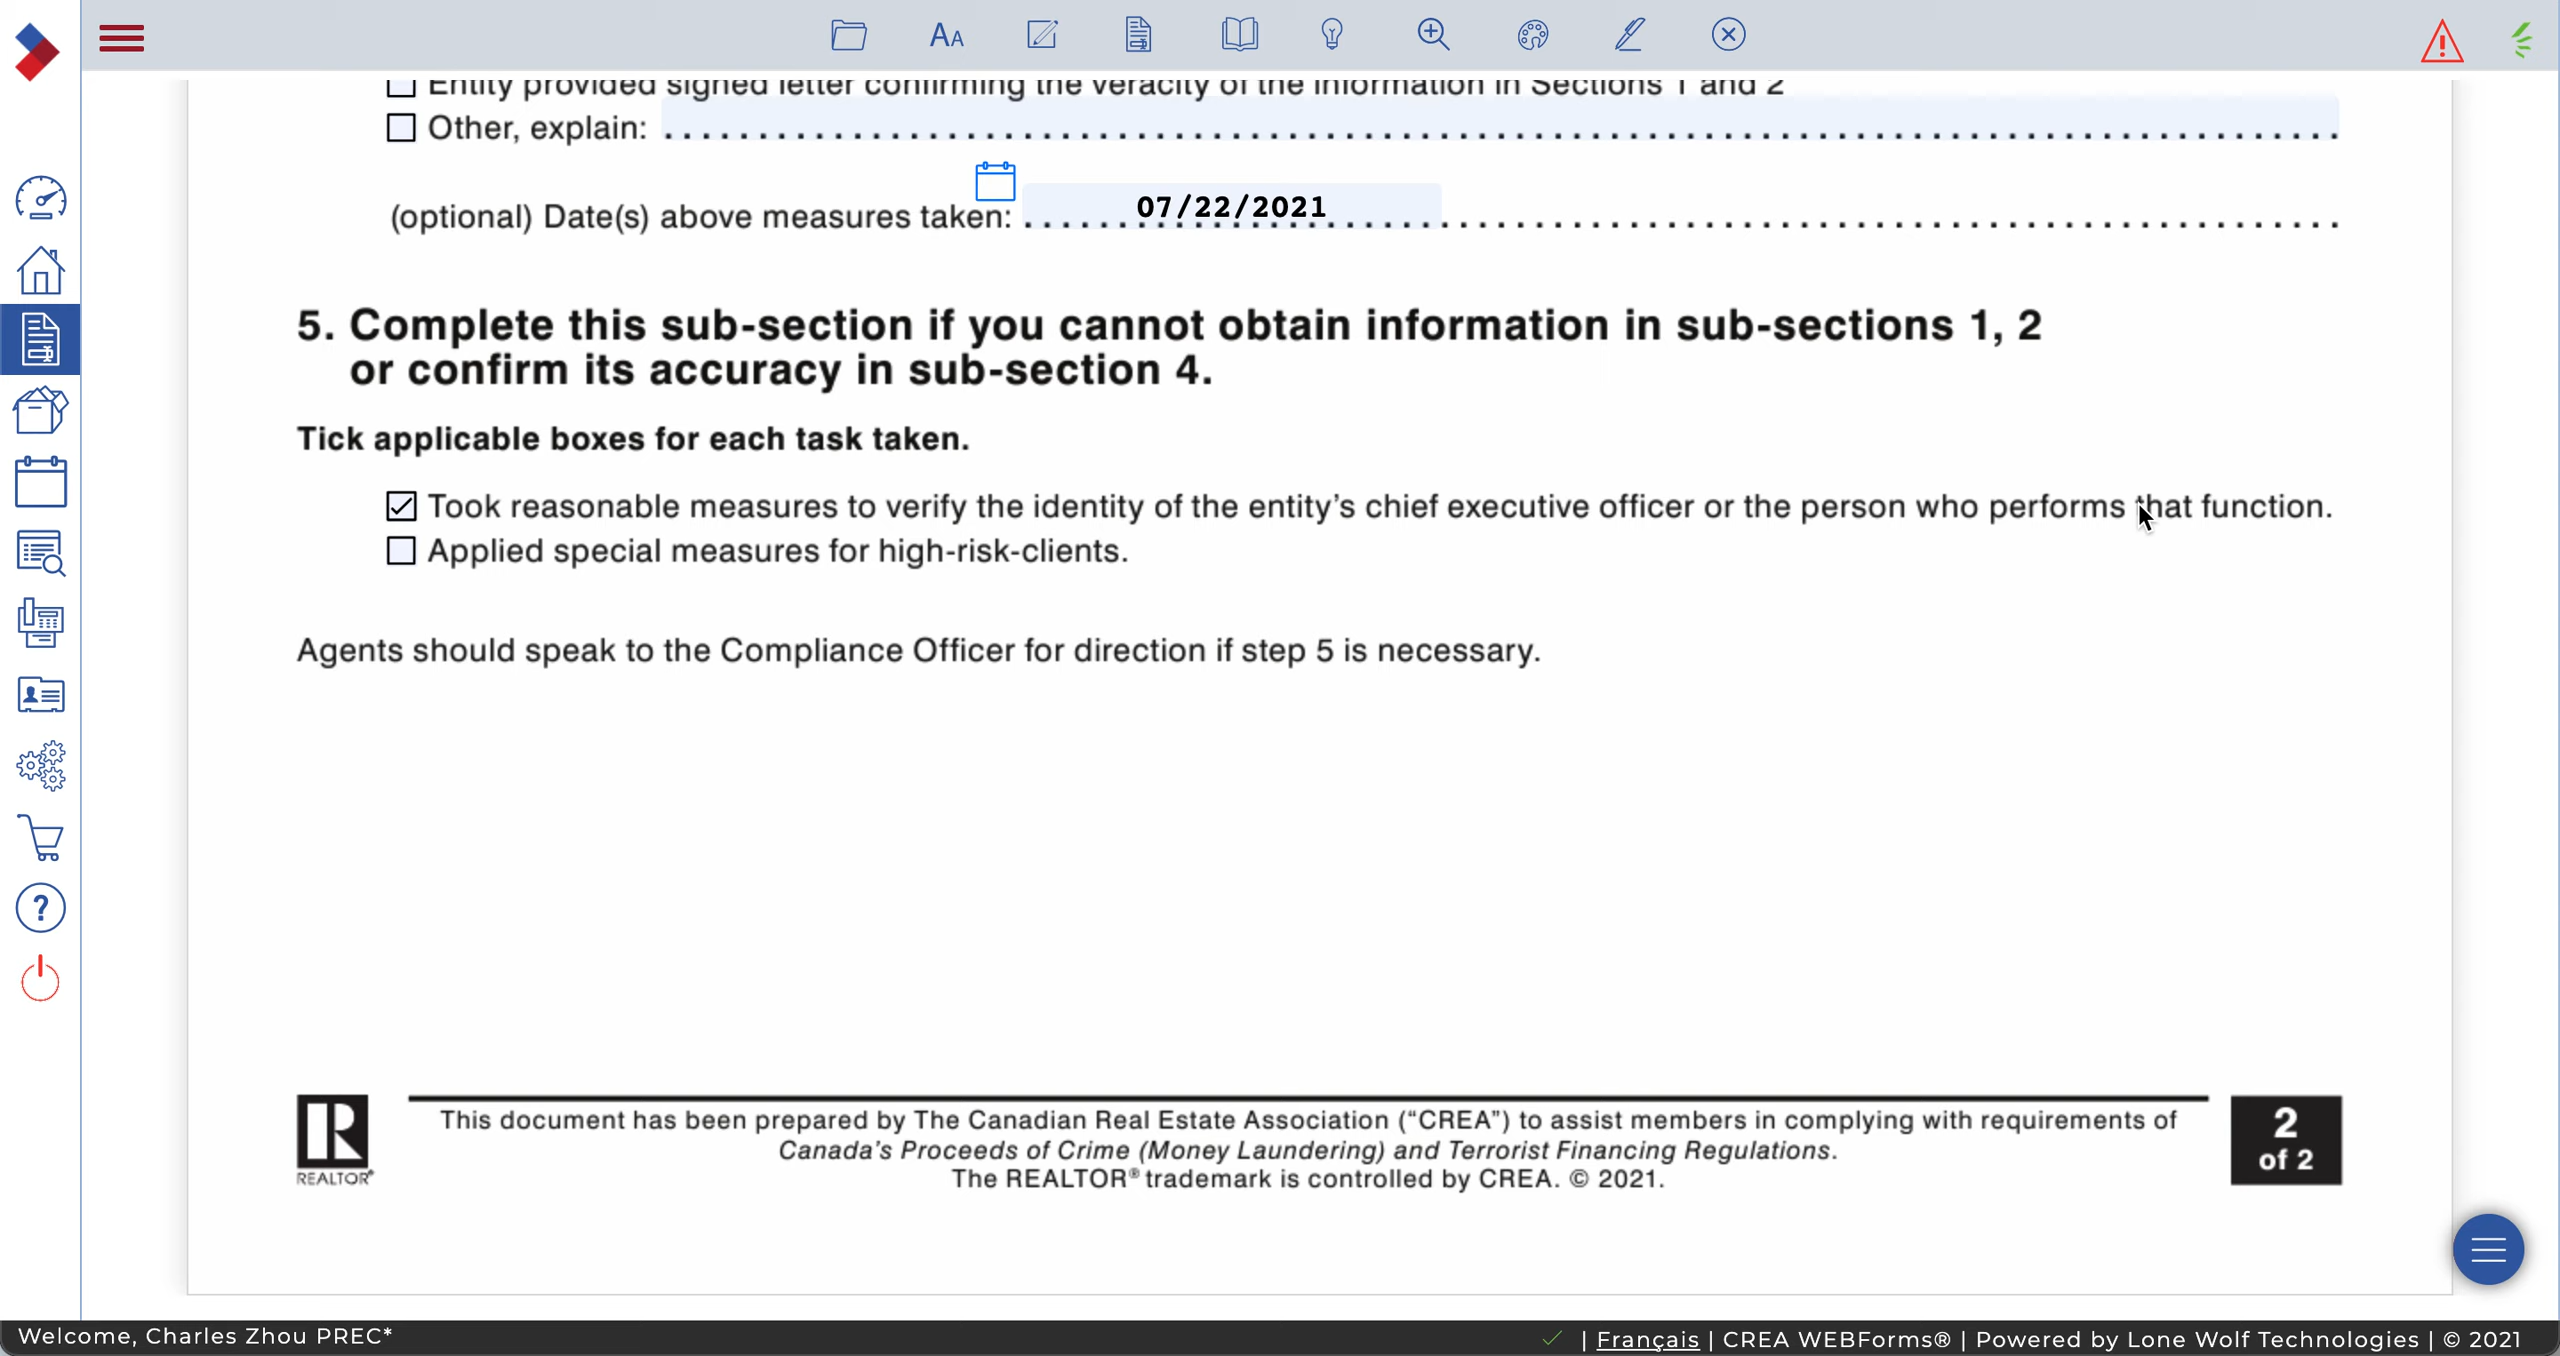 AA
Entity provided signed letter confirming the veracity of the information in Sections 1 and 2
Other, explain:
(optional) Date(s) above measures taken: 07/22/2021
5. Complete this sub-section if you cannot obtain information in sub-sections 1, 2
or confirm its accuracy in sub-section 4.
Tick applicable boxes for each task taken.
Took reasonable measures to verify the identity of the entity’s chief executive officer or the person who performs that function.
Applied special measures for high-risk-clients.
Agents should speak to the Compliance Officer for direction if step 5 is necessary.
R
REALTOR®
This document has been prepared by The Canadian Real Estate Association (“CREA”) to assist members in complying with requirements of
Canada’s Proceeds of Crime (Money Laundering) and Terrorist Financing Regulations.
The REALTOR® trademark is controlled by CREA. © 2021.
2
of 2
Welcome, Charles Zhou PREC*
| Français | CREA WEBForms® | Powered by Lone Wolf Technologies | © 2021